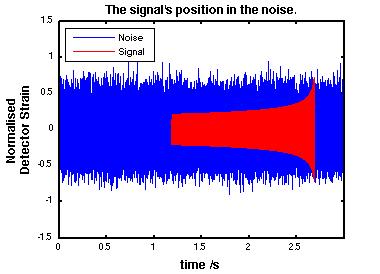 The signal's position in the noise.
Noise
Signal
Normalised
Detector Strain
1.5
1
0.5
0
-0.5
-1
-1.5
0
0.5
1
1.5
2
2.5
time /s